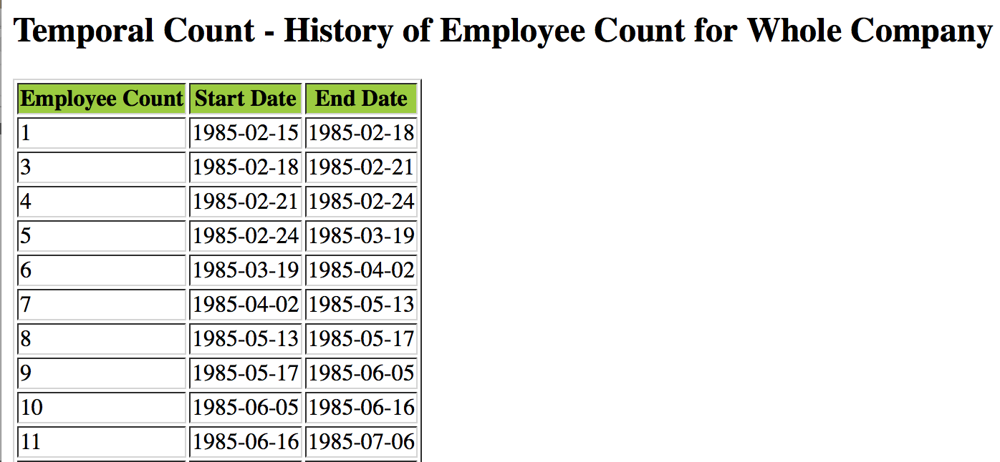 Temporal Count - History of Employee Count for Whole Company
Employee Count Start Date End Date
1 1985-02-15 1985-02-18
3 1985-02-18 1985-02-21
4 1985-02-21 1985-02-24
5 1985-02-24 1985-03-19
6 1985-03-19 1985-04-02
7 1985-04-02 1985-05-13
8 1985-05-13 1985-05-17
9 1985-05-17 1985-06-05
10 1985-06-05 1985-06-16
11 1985-06-16 1985-07-06